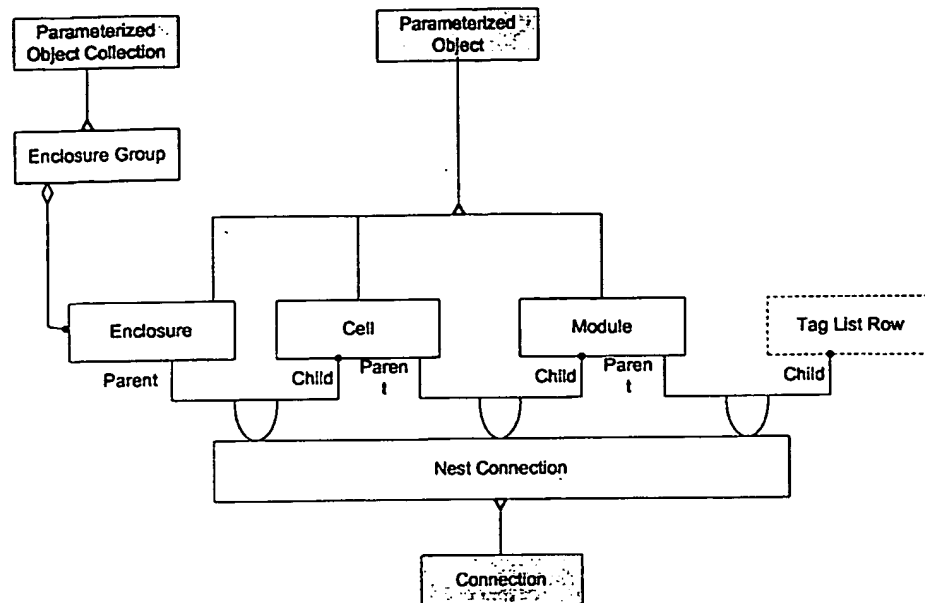 Parameterized
Object Collection
Parameterized
Object
Enclosure Group
Enclosure
Cell
Module
Tag List Row
Parent
Child
Paren
t
Child
Paren
t
Child
Nest Connection
Connection